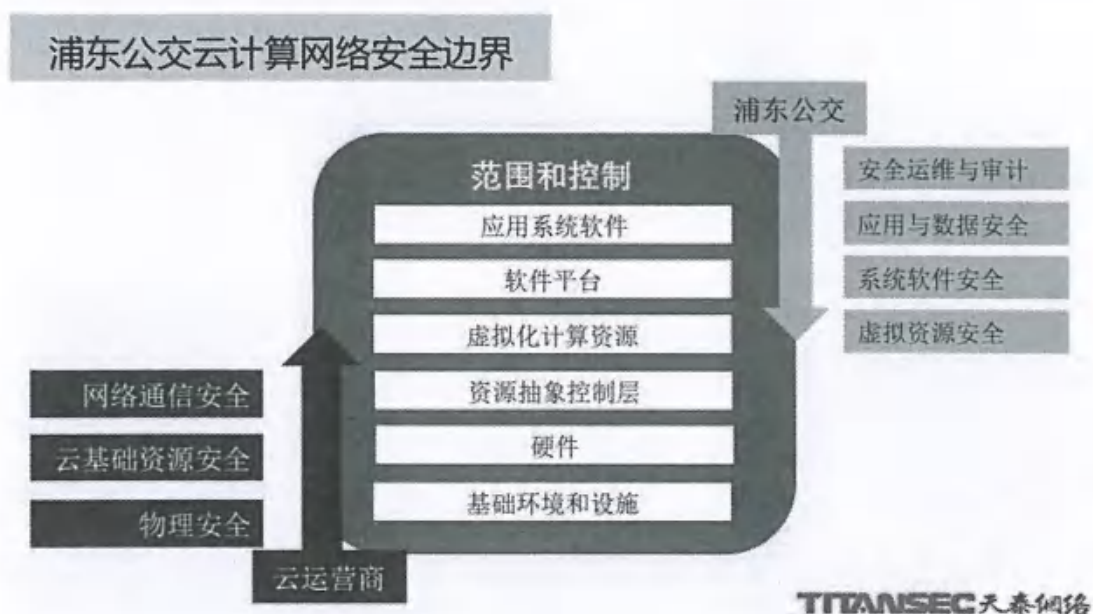 浦东公交云计算网络安全边界
浦东公交
范围和控制
应用系统软件
软件平台
虚拟化计算资源
资源抽象控制层
硬件
基础环境和设施
安全运维与审计
应用与数据安全
系统软件安全
虚拟资源安全
网络通信安全
云基础资源安全
物理安全
云运营商
TITANSEC天泰网络